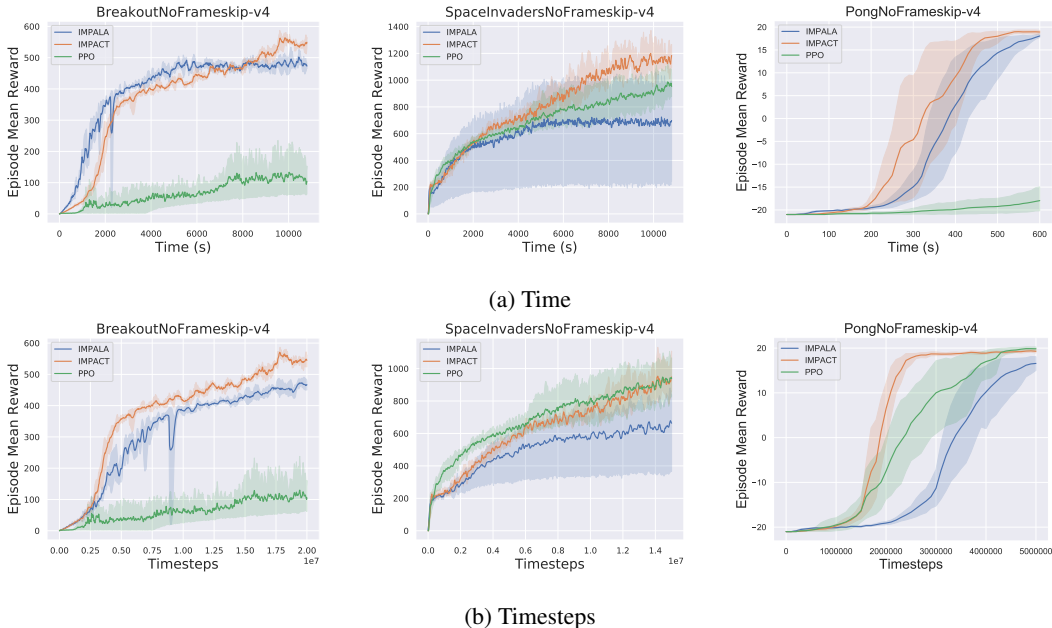 BreakoutNoFrameskip-v4
SpaceInvadersNoFrameskip-v4
PongNoFrameskip-v4
Episode Mean Reward
600
500
400
300
200
100
0
IMPALA
IMPACT
PPO
0 2000 4000 6000 8000 10000
Time (s)
Episode Mean Reward
1400
1200
1000
800
600
400
200
0
IMPALA
IMPACT
PPO
0 2000 4000 6000 8000 10000
Time (s)
Episode Mean Reward
20
15
10
5
0
−5
−10
−15
−20
IMPALA
IMPACT
PPO
0 100 200 300 400 500 600
Time (s)
(a) Time
BreakoutNoFrameskip-v4
SpaceInvadersNoFrameskip-v4
PongNoFrameskip-v4
Episode Mean Reward
600
500
400
300
200
100
0
IMPALA
IMPACT
PPO
0.00 0.25 0.50 0.75 1.00 1.25 1.50 1.75 2.00
1e7
Timesteps
Episode Mean Reward
1000
800
600
400
200
0
IMPALA
IMPACT
PPO
0.0 0.2 0.4 0.6 0.8 1.0 1.2 1.4
1e7
Timesteps
Episode Mean Reward
20
10
0
−10
−20
IMPALA
IMPACT
PPO
0 1000000 2000000 3000000 4000000 5000000
Timesteps
(b) Timesteps